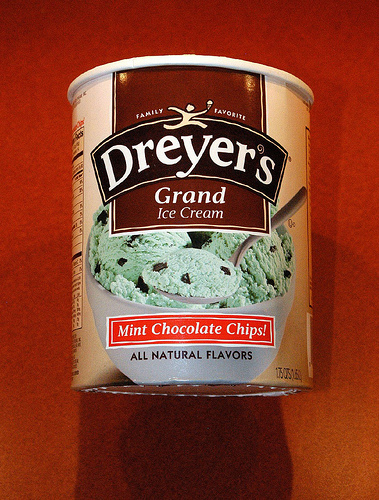 FAMILY FAVORITE
Dreyer's
Grand
Ice Cream
Mint Chocolate Chips!
ALL NATURAL FLAVORS